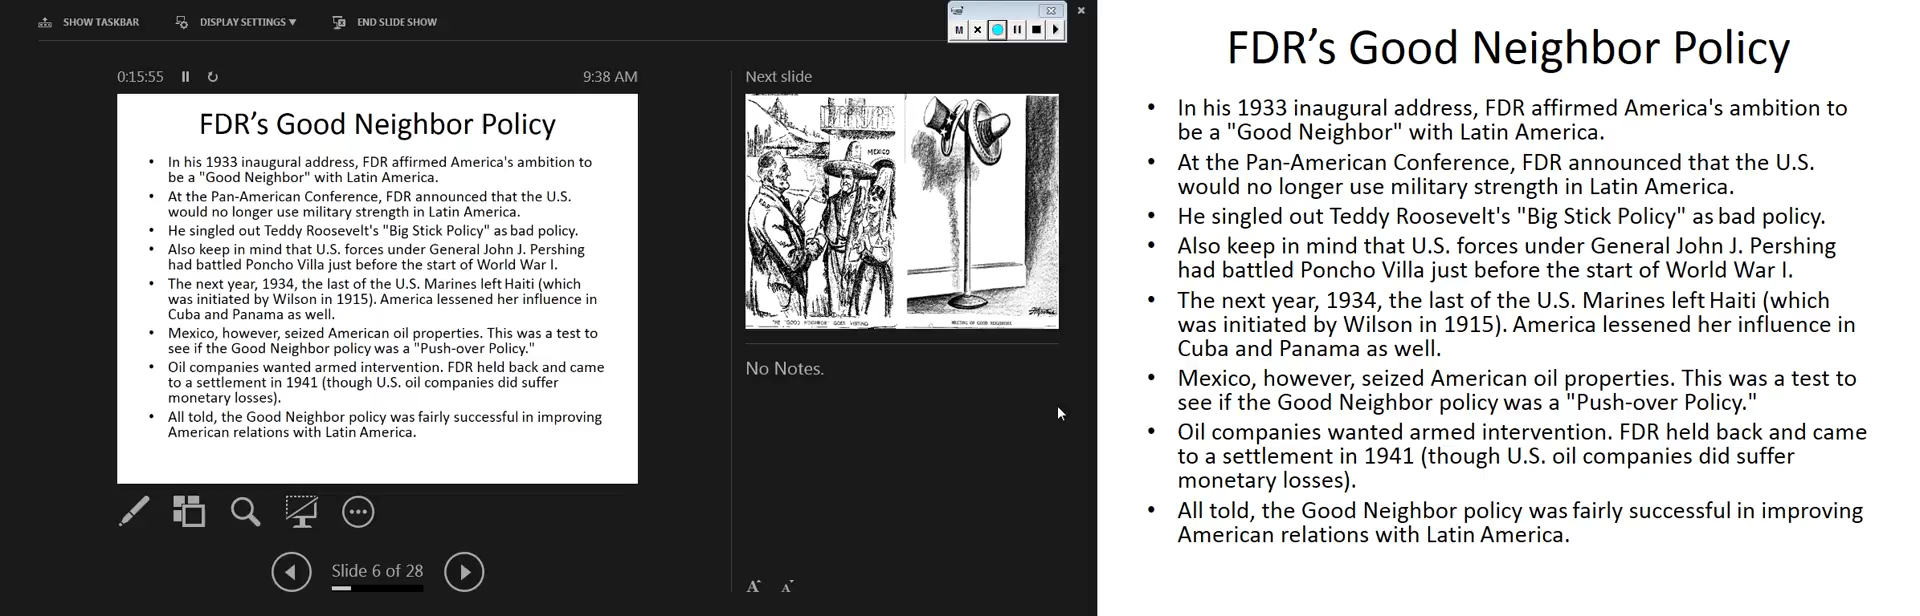 SHOW TASKBAR
DISPLAY SETTINGS ▼
END SLIDE SHOW
M
0:15:55
9:38 AM
FDR's Good Neighbor Policy
• In his 1933 inaugural address, FDR affirmed America's ambition to
be a "Good Neighbor" with Latin America.
• At the Pan-American Conference, FDR announced that the U.S.
would no longer use military strength in Latin America.
• He singled out Teddy Roosevelt's "Big Stick Policy" as bad policy.
• Also keep in mind that U.S. forces under General John J. Pershing
had battled Poncho Villa just before the start of World War I.
• The next year, 1934, the last of the U.S. Marines left Haiti (which
was initiated by Wilson in 1915). America lessened her influence in
Cuba and Panama as well.
• Mexico, however, seized American oil properties. This was a test to
see if the Good Neighbor policy was a "Push-over Policy."
• Oil companies wanted armed intervention. FDR held back and came
to a settlement in 1941 (though U.S. oil companies did suffer
monetary losses).
• All told, the Good Neighbor policy was fairly successful in improving
American relations with Latin America.
Slide 6 of 28
Next slide
MEXICO
THE "GOOD NEIGHBOR" GOES VISITING
MEETING OF GOOD NEIGHBORS
No Notes.
A A
FDR's Good Neighbor Policy
• In his 1933 inaugural address, FDR affirmed America's ambition to
be a "Good Neighbor" with Latin America.
• At the Pan-American Conference, FDR announced that the U.S.
would no longer use military strength in Latin America.
• He singled out Teddy Roosevelt's "Big Stick Policy" as bad policy.
• Also keep in mind that U.S. forces under General John J. Pershing
had battled Poncho Villa just before the start of World War I.
• The next year, 1934, the last of the U.S. Marines left Haiti (which
was initiated by Wilson in 1915). America lessened her influence in
Cuba and Panama as well.
• Mexico, however, seized American oil properties. This was a test to
see if the Good Neighbor policy was a "Push-over Policy."
• Oil companies wanted armed intervention. FDR held back and came
to a settlement in 1941 (though U.S. oil companies did suffer
monetary losses).
• All told, the Good Neighbor policy was fairly successful in improving
American relations with Latin America.